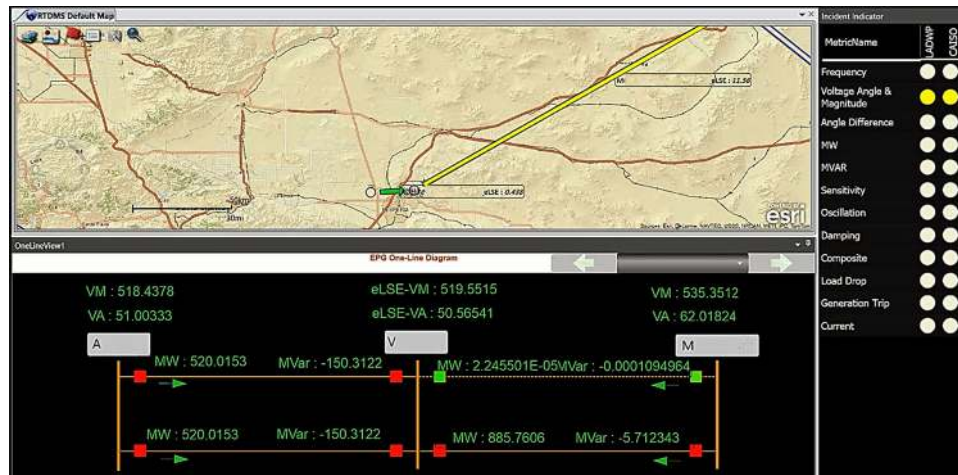 RTDMS Default Map
eLSE : 11.56
eLSE : 0.438
50km
30m
esri
OneLineView1
EPG One-Line Diagram
VM : 518.4378
VA : 51.00333
eLSE-VM : 519.5515
eLSE-VA : 50.56541
VM : 535.3512
VA : 62.01824
A
V
M
MW : 520.0153
MVar : -150.3122
MW : 2.245501E-05
MVar : -0.0001094964
MW : 520.0153
MVar : -150.3122
MW : 885.7606
MVar : -5.712343
Incident Indicator
MetricName
LADWP
CAISO
Frequency
Voltage Angle &
Magnitude
Angle Difference
MW
MVAR
Sensitivity
Oscillation
Damping
Composite
Load Drop
Generation Trip
Current